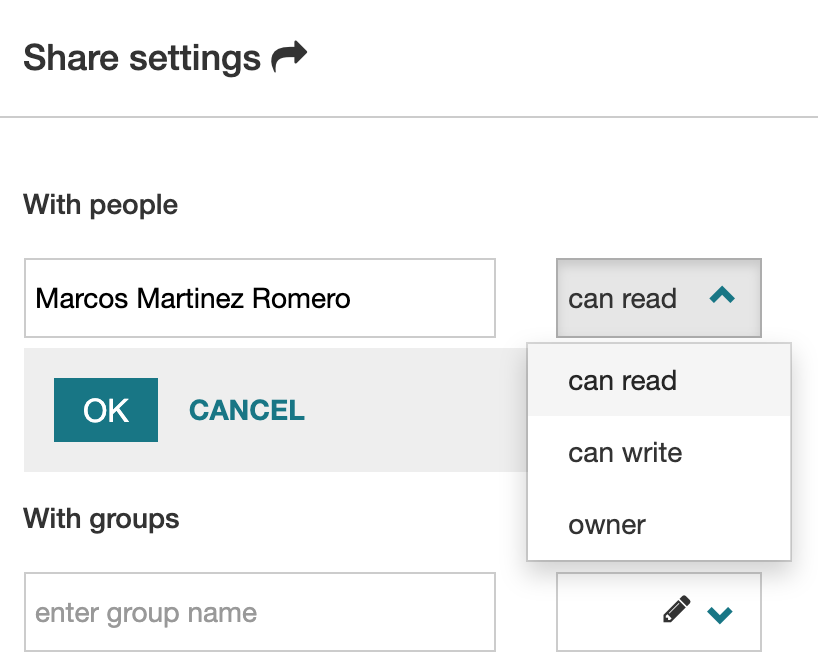 Share settings
With people
Marcos Martinez Romero
can read
can read
can write
owner
OK
CANCEL
With groups
enter group name